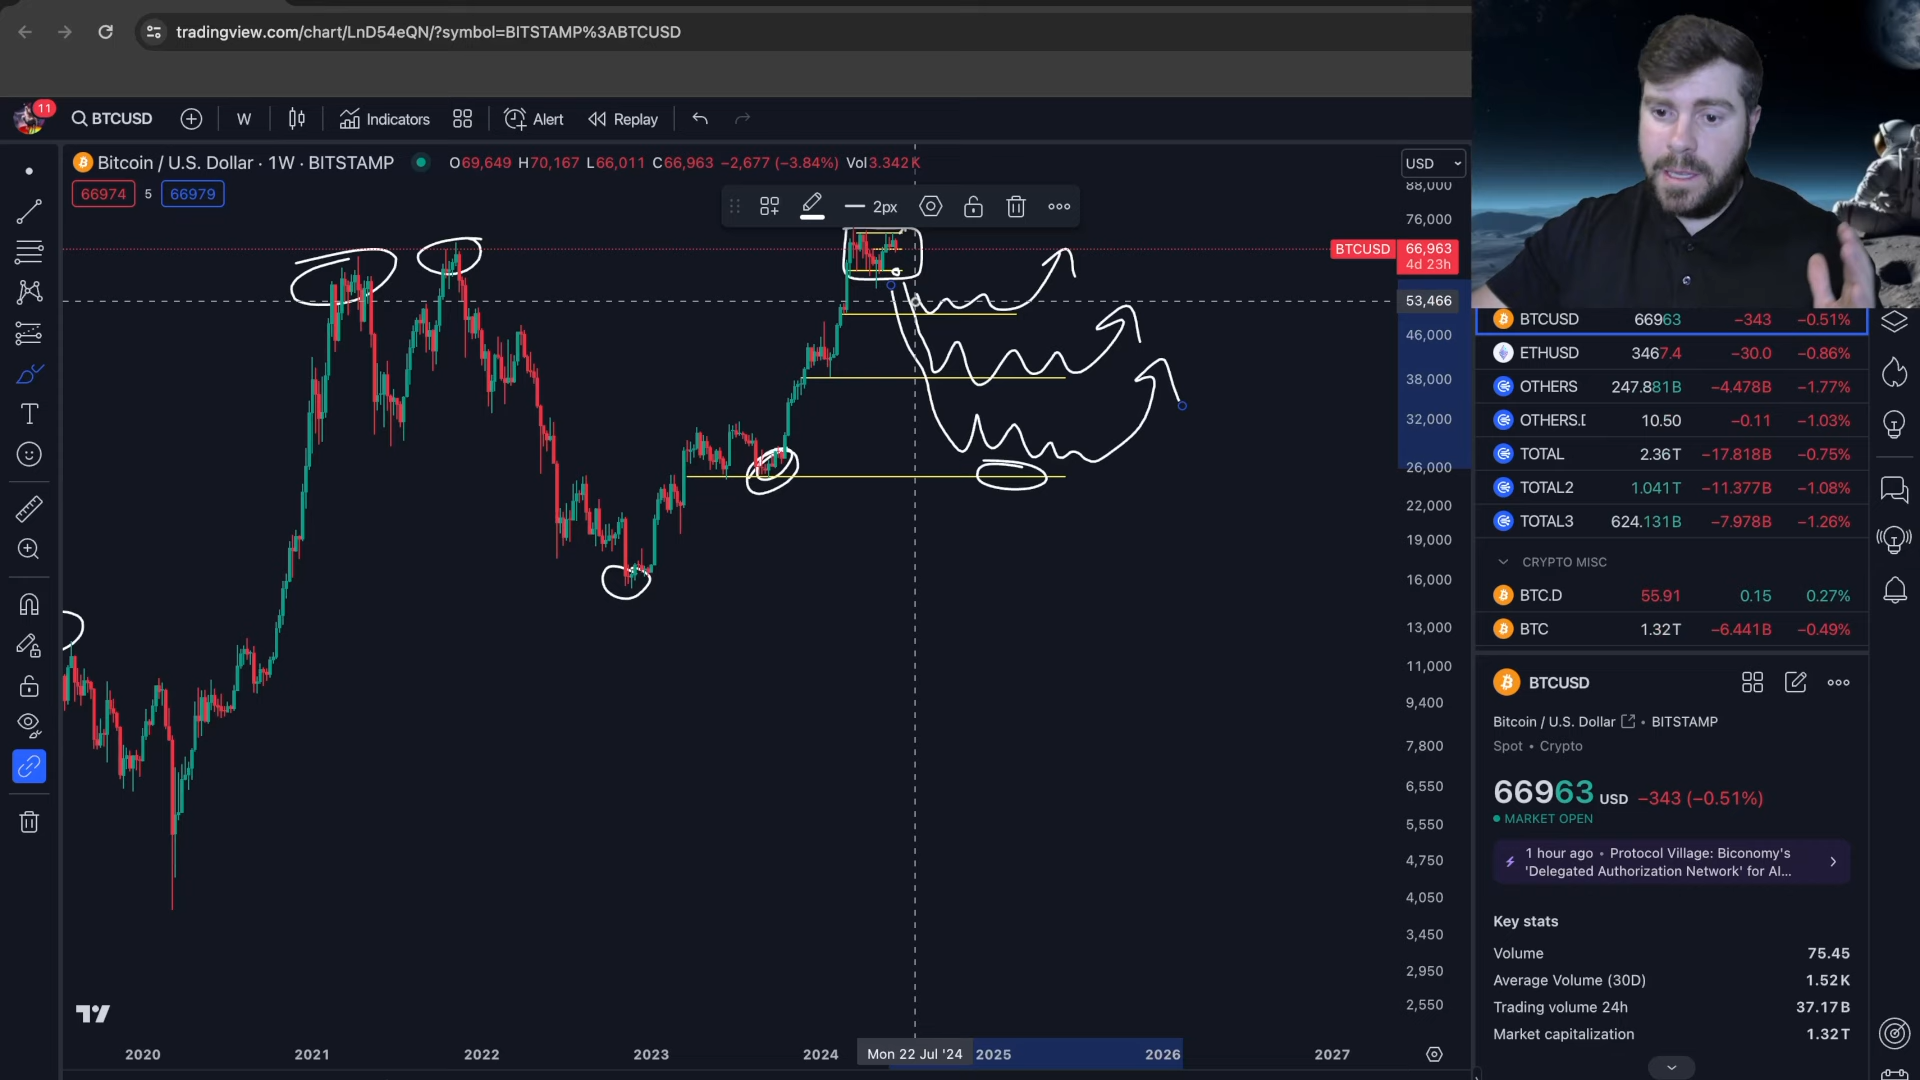 tradingview.com/chart/LnD54eQN/?symbol=BITSTAMP%3ABTCUSD
11 BTCUSD W Indicators Alert Replay
Bitcoin / U.S. Dollar · 1W · BITSTAMP O69,649 H70,167 L66,011 C66,963 −2,677 (−3.84%) Vol3.342K USD
66974 5 66979
2px
88,000
76,000
BTCUSD 66,963
4d 23h
53,466
46,000
38,000
32,000
26,000
22,000
19,000
16,000
13,000
11,000
9,400
7,800
6,550
5,550
4,750
4,050
3,450
2,950
2,550
2020 2021 2022 2023 2024 Mon 22 Jul '24 2025 2026 2027
BTCUSD 66963 −343 −0.51%
ETHUSD 3467.4 −30.0 −0.86%
OTHERS 247.881B −4.478B −1.77%
OTHERS.D 10.50 −0.11 −1.03%
TOTAL 2.36T −17.818B −0.75%
TOTAL2 1.041T −11.377B −1.08%
TOTAL3 624.131B −7.978B −1.26%
CRYPTO MISC
BTC.D 55.91 0.15 0.27%
BTC 1.32T −6.441B −0.49%
BTCUSD
Bitcoin / U.S. Dollar • BITSTAMP
Spot • Crypto
66963 USD −343 (−0.51%)
MARKET OPEN
1 hour ago • Protocol Village: Biconomy's
'Delegated Authorization Network' for AI...
Key stats
Volume 75.45
Average Volume (30D) 1.52K
Trading volume 24h 37.17B
Market capitalization 1.32T